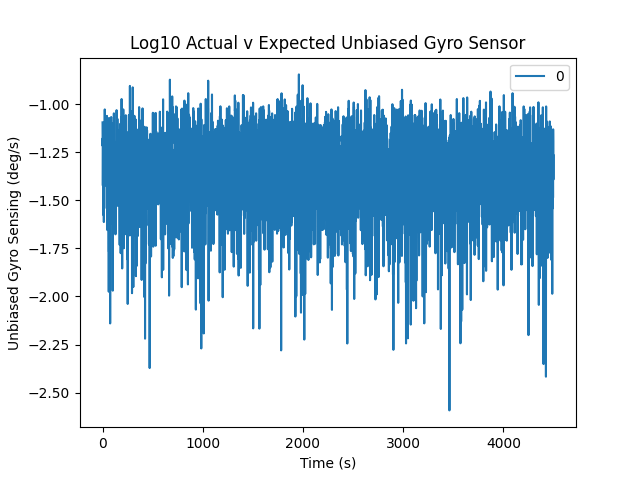 Log10 Actual v Expected Unbiased Gyro Sensor
0
Unbiased Gyro Sensing (deg/s)
−1.00
−1.25
−1.50
−1.75
−2.00
−2.25
−2.50
0 1000 2000 3000 4000
Time (s)